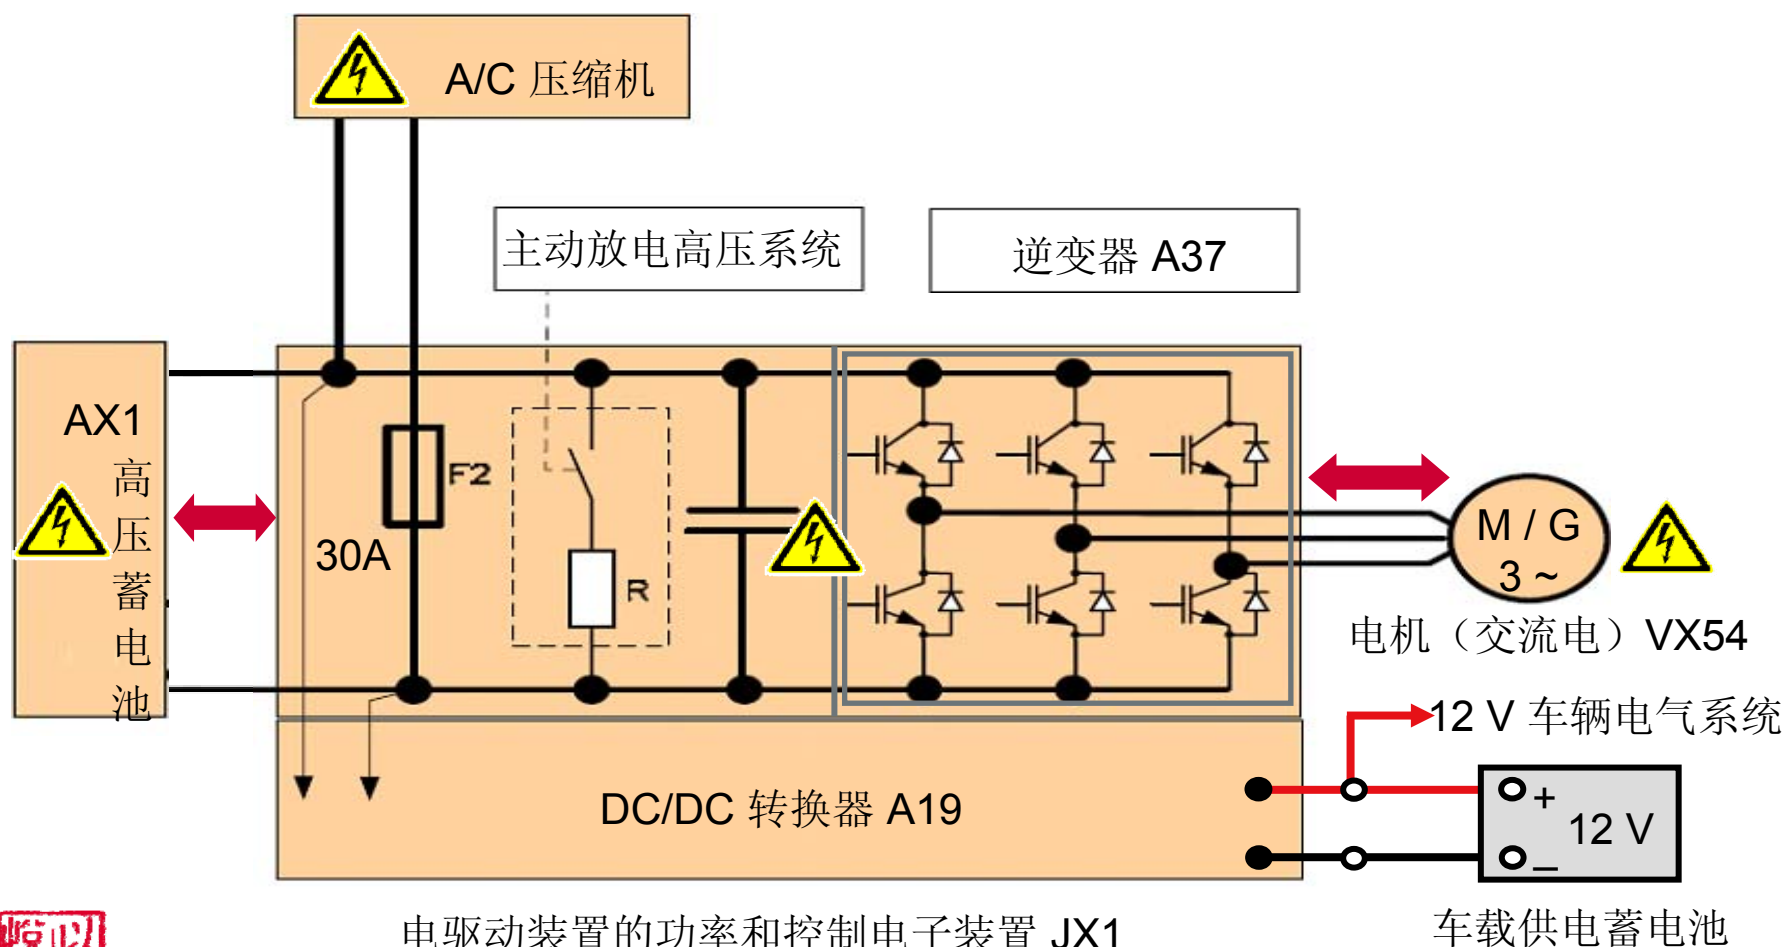 A/C 压缩机
主动放电高压系统
逆变器 A37
AX1
高
压
蓄
电
池
F2
30A
R
M / G
3 ~
电机（交流电）VX54
12 V 车辆电气系统
DC/DC 转换器 A19
+
12 V
–
电驱动装置的功率和控制电子装置 JX1
车载供电蓄电池